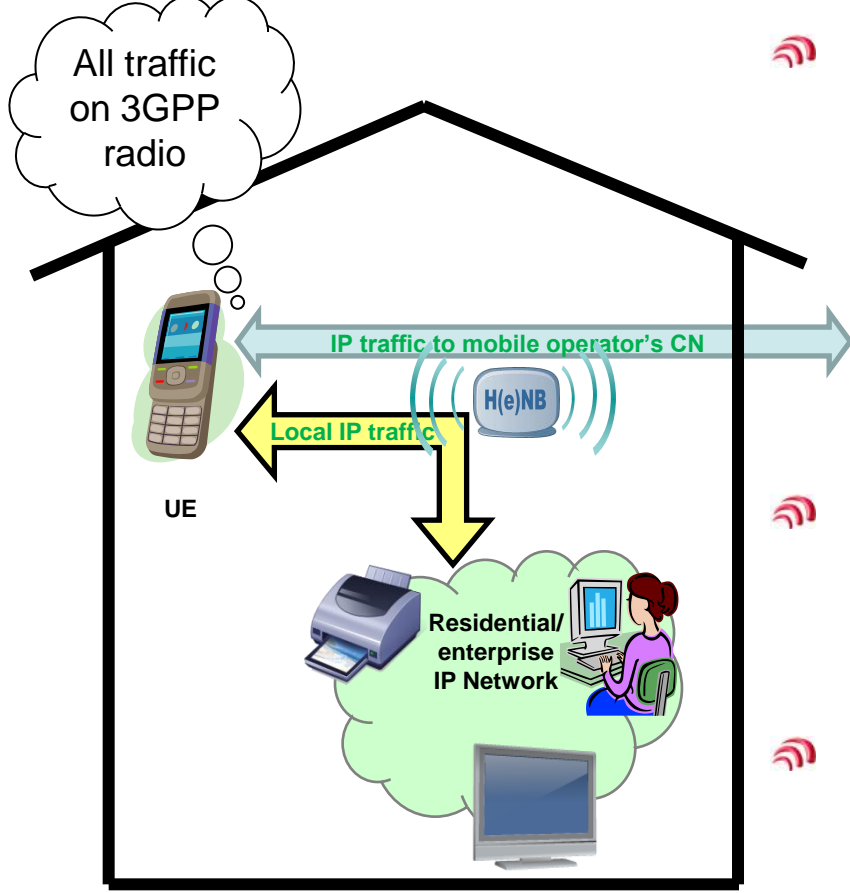 All traffic
on 3GPP
radio
IP traffic to mobile operator's CN
H(e)NB
Local IP traffic
UE
Residential/
enterprise
IP Network